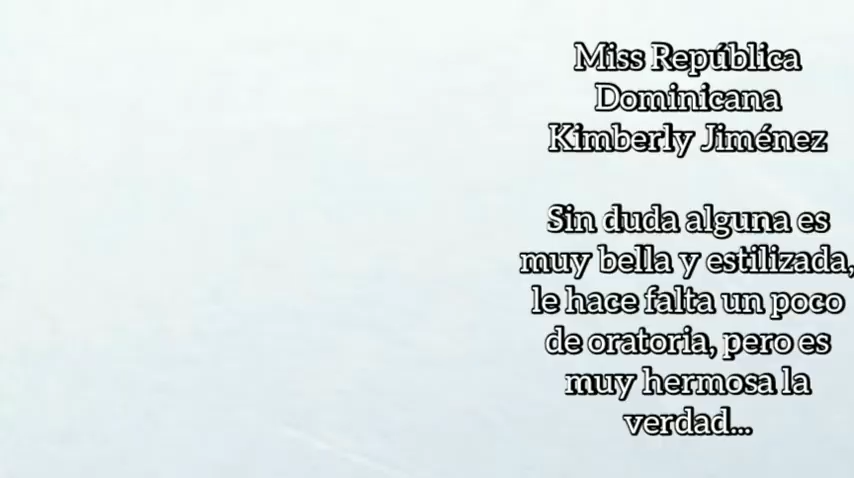 Miss República
Dominicana
Kimberly Jiménez
Sin duda alguna es
muy bella y estilizada,
le hace falta un poco
de oratoria, pero es
muy hermosa la
verdad...